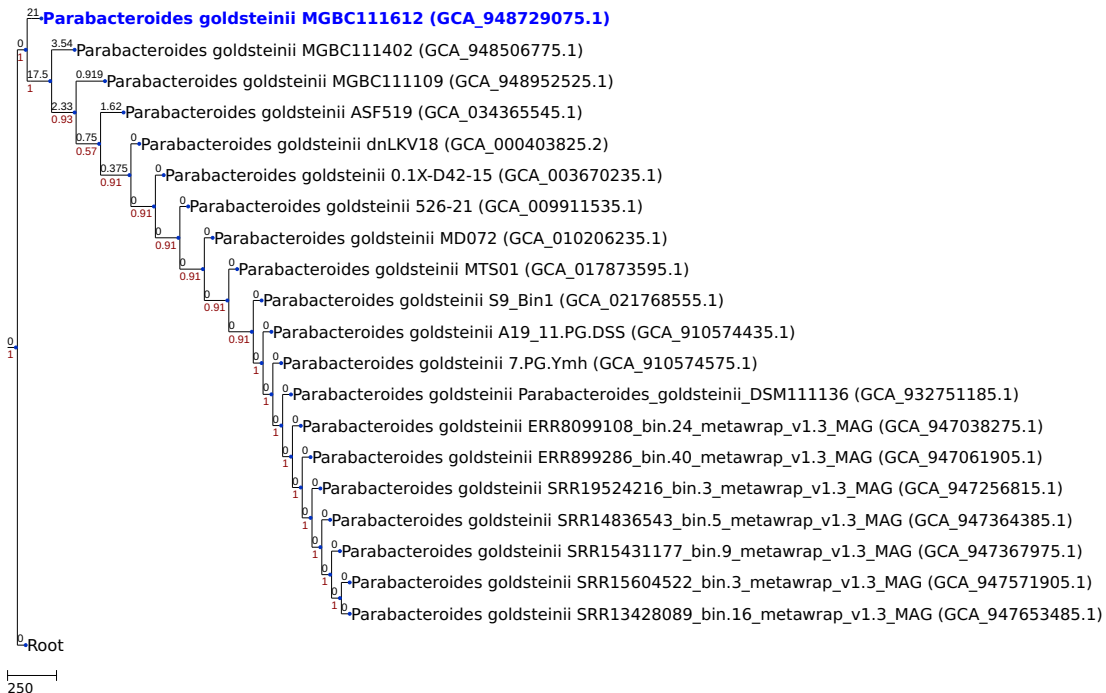 21
Parabacteroides goldsteinii MGBC111612 (GCA_948729075.1)
0
3.54
Parabacteroides goldsteinii MGBC111402 (GCA_948506775.1)
1
17.5
0.919
Parabacteroides goldsteinii MGBC111109 (GCA_948952525.1)
1
2.33
1.62
Parabacteroides goldsteinii ASF519 (GCA_034365545.1)
0.93
0.75
0
Parabacteroides goldsteinii dnLKV18 (GCA_000403825.2)
0.57
0.375
0
Parabacteroides goldsteinii 0.1X-D42-15 (GCA_003670235.1)
0.91
0
0
Parabacteroides goldsteinii 526-21 (GCA_009911535.1)
0.91
0
0
Parabacteroides goldsteinii MD072 (GCA_010206235.1)
0.91
0
0
Parabacteroides goldsteinii MTS01 (GCA_017873595.1)
0.91
0
0
Parabacteroides goldsteinii S9_Bin1 (GCA_021768555.1)
0.91
0
0
Parabacteroides goldsteinii A19_11.PG.DSS (GCA_910574435.1)
0.91
0
0
Parabacteroides goldsteinii 7.PG.Ymh (GCA_910574575.1)
1
0
0
Parabacteroides goldsteinii Parabacteroides_goldsteinii_DSM111136 (GCA_932751185.1)
1
0
0
Parabacteroides goldsteinii ERR8099108_bin.24_metawrap_v1.3_MAG (GCA_947038275.1)
1
0
0
Parabacteroides goldsteinii ERR899286_bin.40_metawrap_v1.3_MAG (GCA_947061905.1)
1
0
0
Parabacteroides goldsteinii SRR19524216_bin.3_metawrap_v1.3_MAG (GCA_947256815.1)
1
0
0
Parabacteroides goldsteinii SRR14836543_bin.5_metawrap_v1.3_MAG (GCA_947364385.1)
1
0
0
Parabacteroides goldsteinii SRR15431177_bin.9_metawrap_v1.3_MAG (GCA_947367975.1)
1
0
0
Parabacteroides goldsteinii SRR15604522_bin.3_metawrap_v1.3_MAG (GCA_947571905.1)
1
0
0
Parabacteroides goldsteinii SRR13428089_bin.16_metawrap_v1.3_MAG (GCA_947653485.1)
1
0
1
0
Root
250